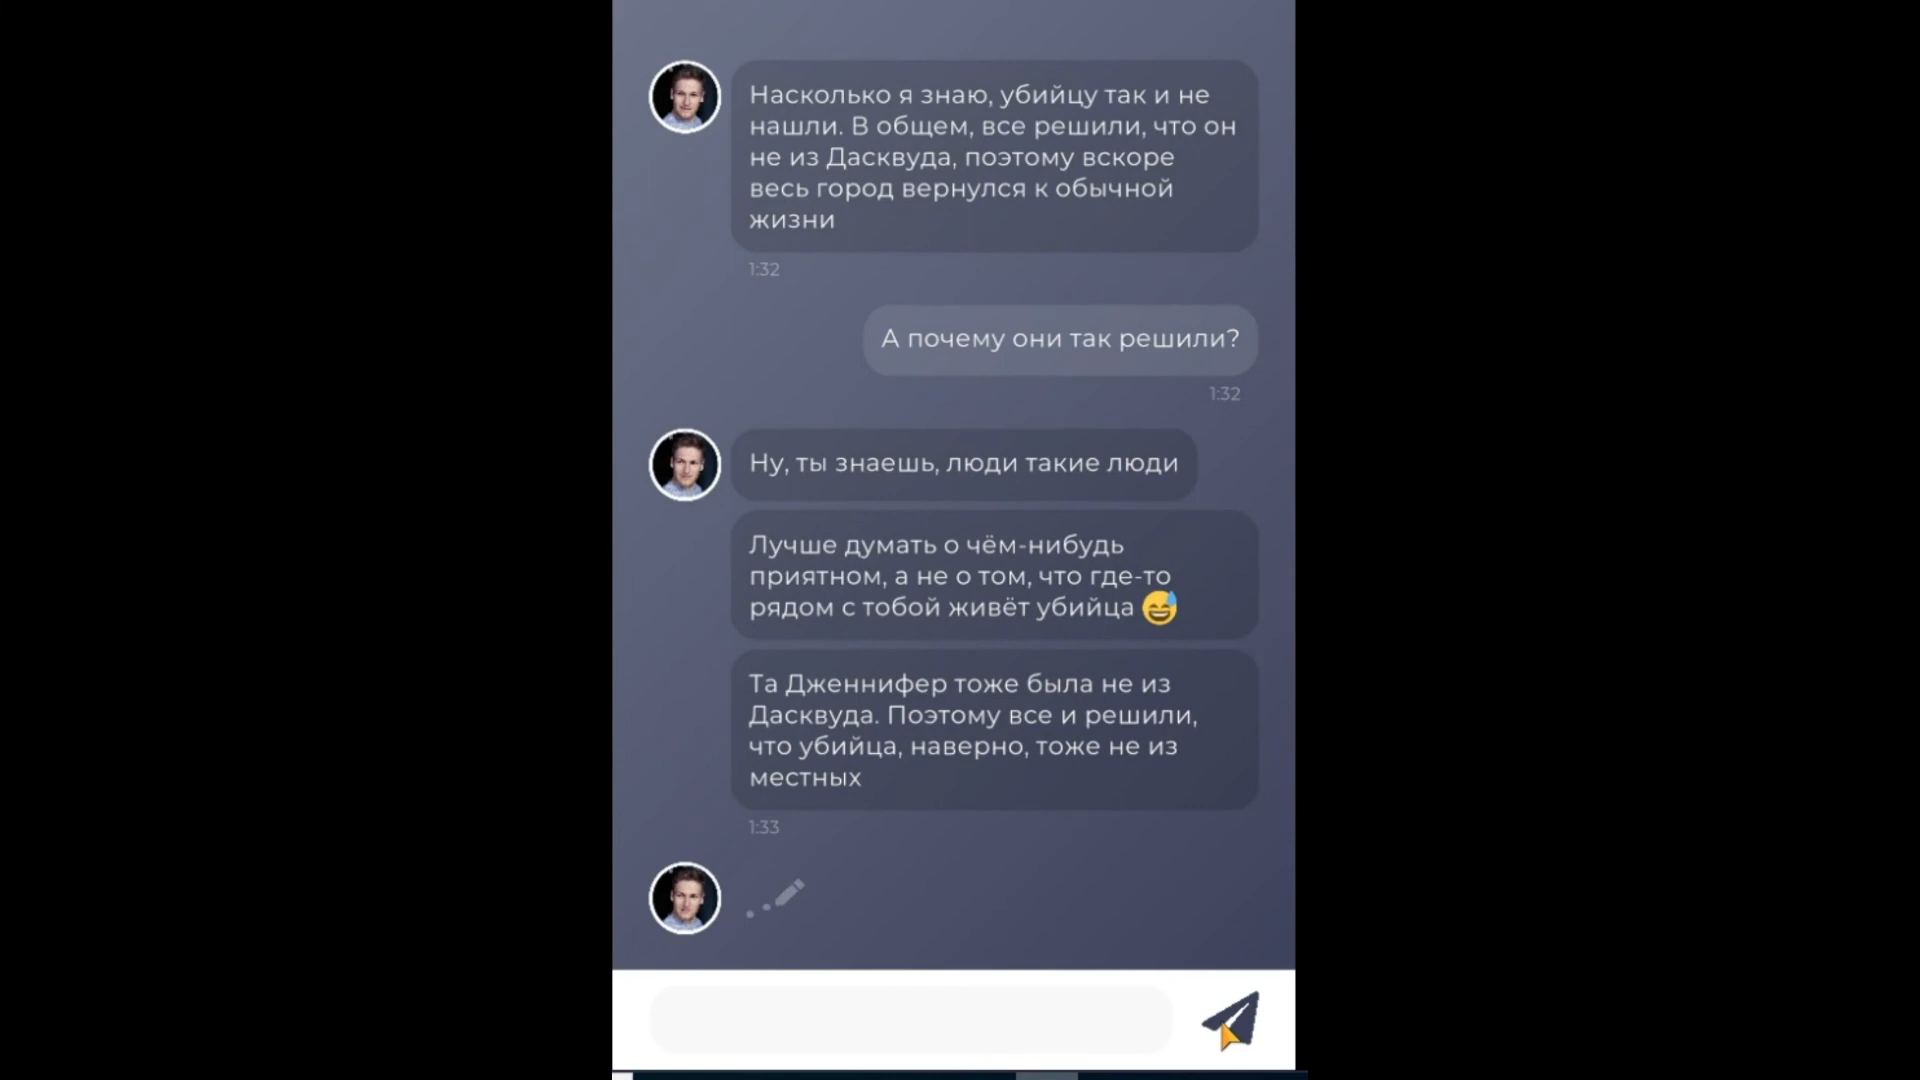 Насколько я знаю, убийцу так и не
нашли. В общем, все решили, что он
не из Дасквуда, поэтому вскоре
весь город вернулся к обычной
жизни
1:32
А почему они так решили?
1:32
Ну, ты знаешь, люди такие люди
Лучше думать о чём-нибудь
приятном, а не о том, что где-то
рядом с тобой живёт убийца 😅
Та Дженнифер тоже была не из
Дасквуда. Поэтому все и решили,
что убийца, наверно, тоже не из
местных
1:33